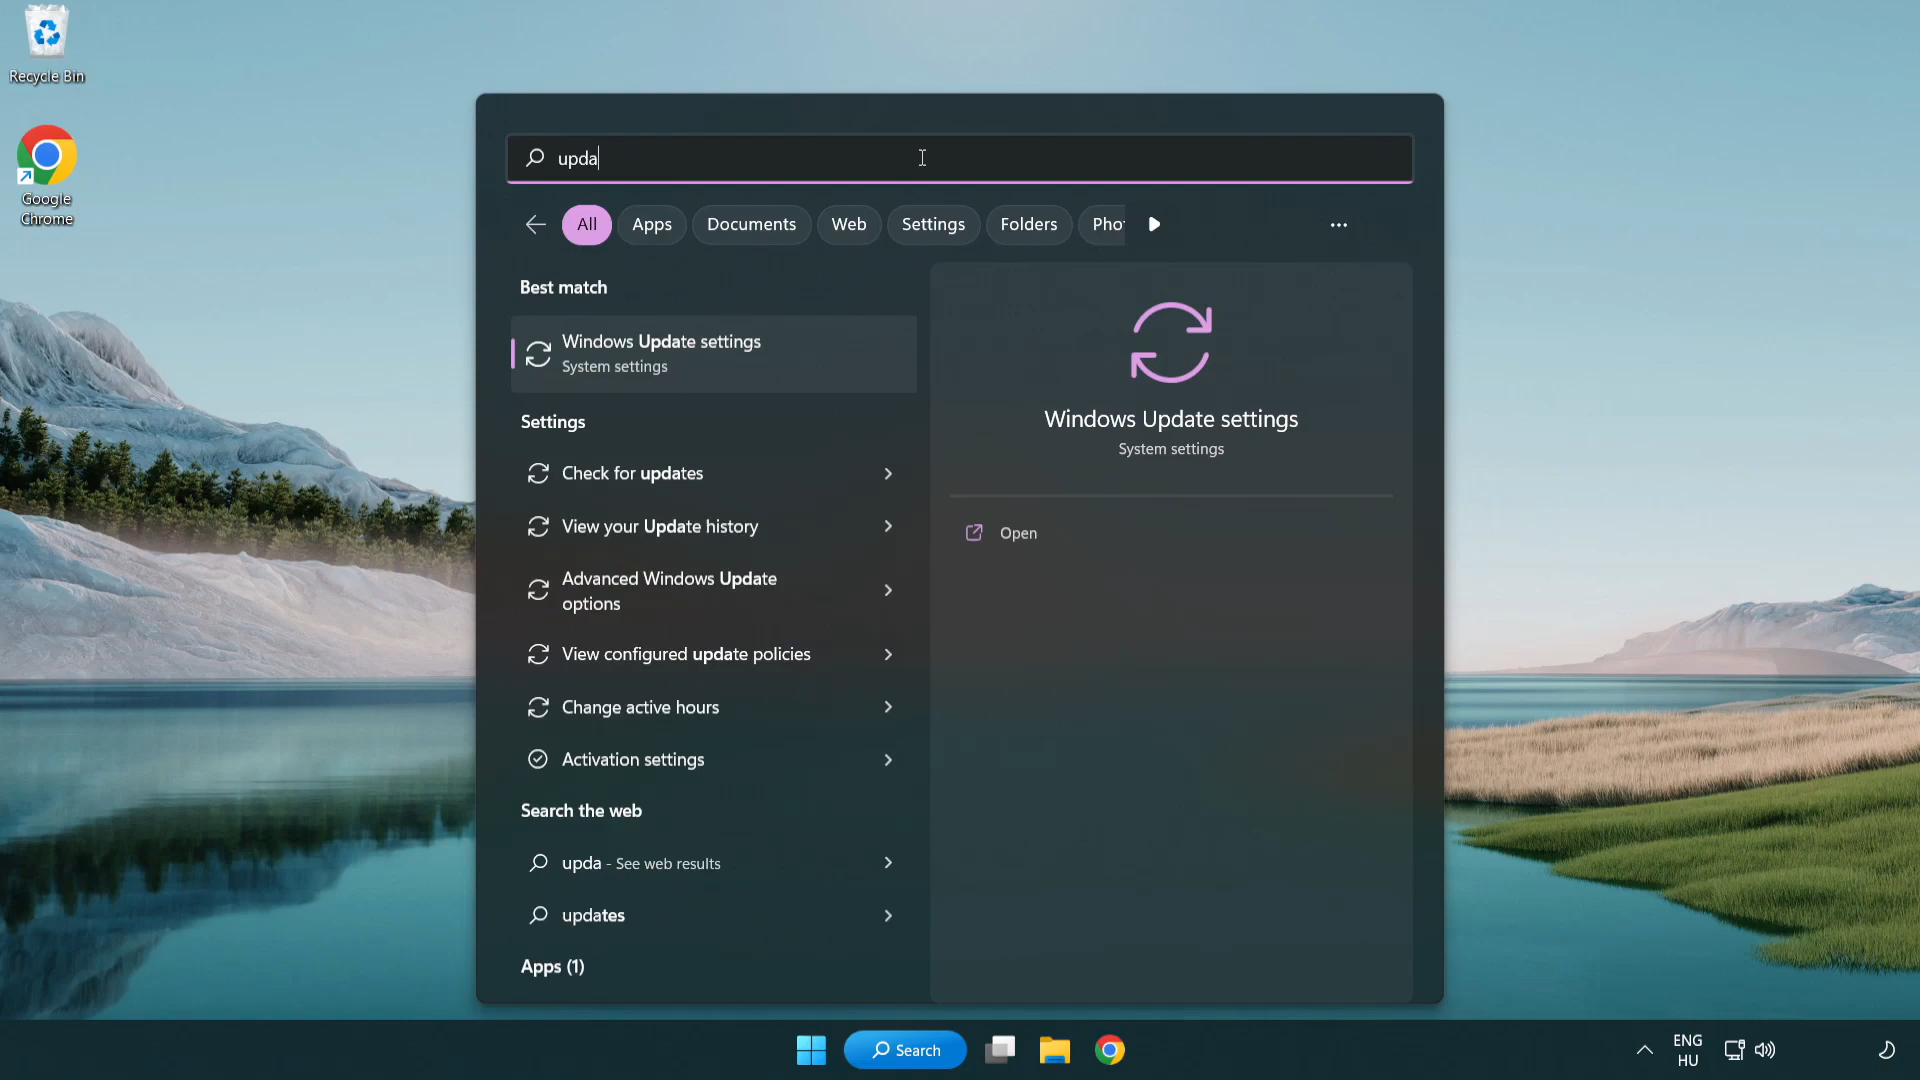 Recycle Bin
Google
Chrome
upda
All
Apps
Documents
Web
Settings
Folders
Pho
Best match
Windows Update settings
System settings
Settings
Check for updates
View your Update history
Advanced Windows Update
options
View configured update policies
Change active hours
Activation settings
Search the web
upda - See web results
updates
Apps (1)
Windows Update settings
System settings
Open
Search
ENG
HU